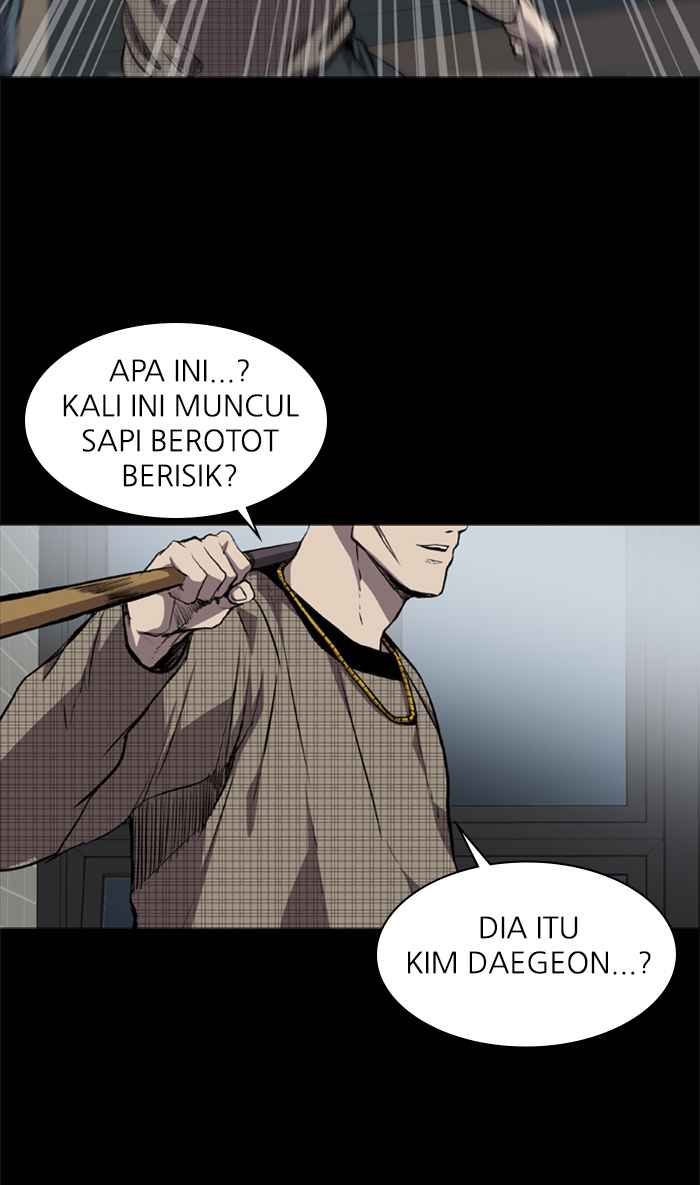 APA INI...?
KALI INI MUNCUL
SAPI BEROTOT
BERISIK?
DIA ITU
KIM DAEGEON...?